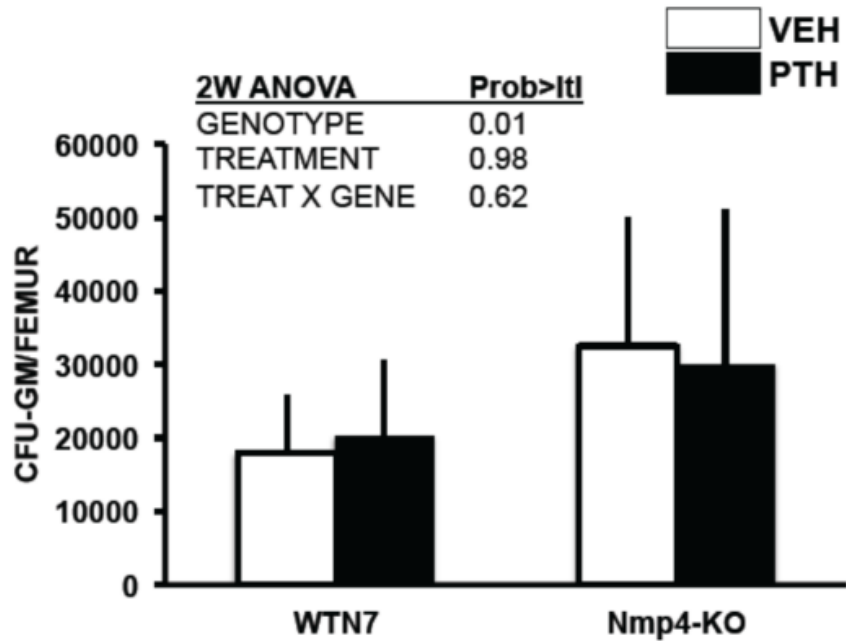 VEH
PTH
2W ANOVA Prob>ItI
GENOTYPE 0.01
TREATMENT 0.98
TREAT X GENE 0.62
60000
50000
40000
30000
20000
10000
0
CFU-GM/FEMUR
WTN7 Nmp4-KO